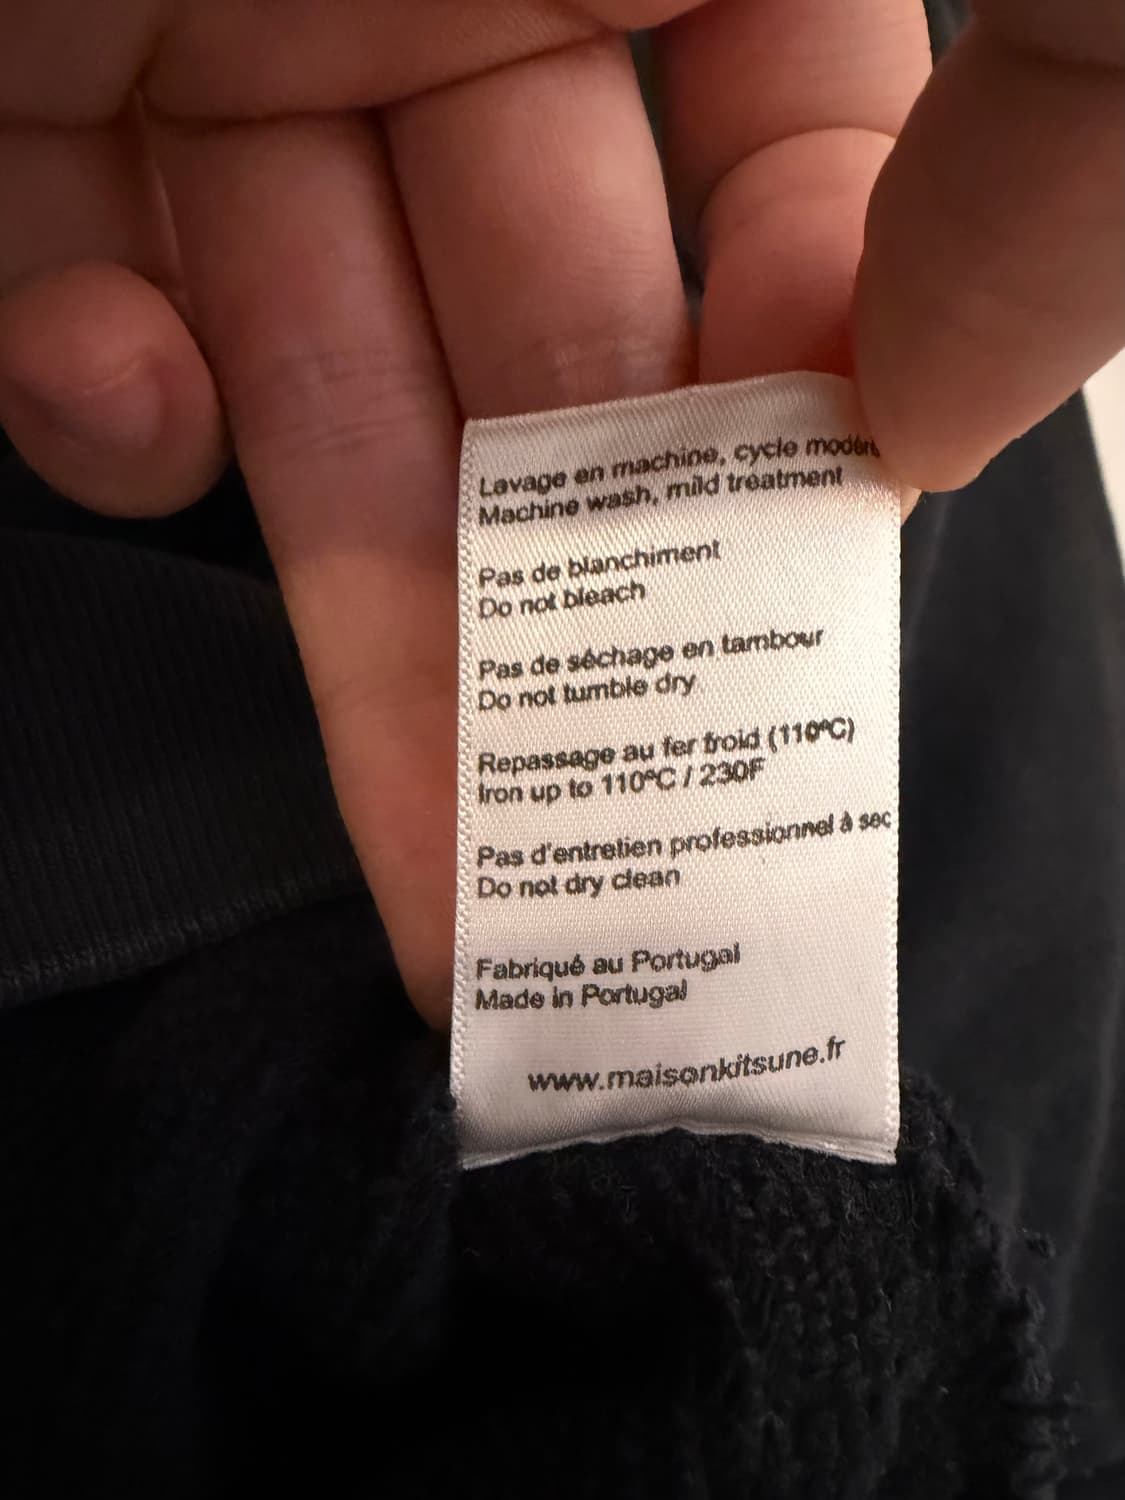 Lavage en machine, cycle modéré
Machine wash, mild treatment
Pas de blanchiment
Do not bleach
Pas de séchage en tambour
Do not tumble dry
Repassage au fer froid (110ºC)
Iron up to 110ºC / 230F
Pas d'entretien professionnel à sec
Do not dry clean
Fabriqué au Portugal
Made in Portugal
www.maisonkitsune.fr